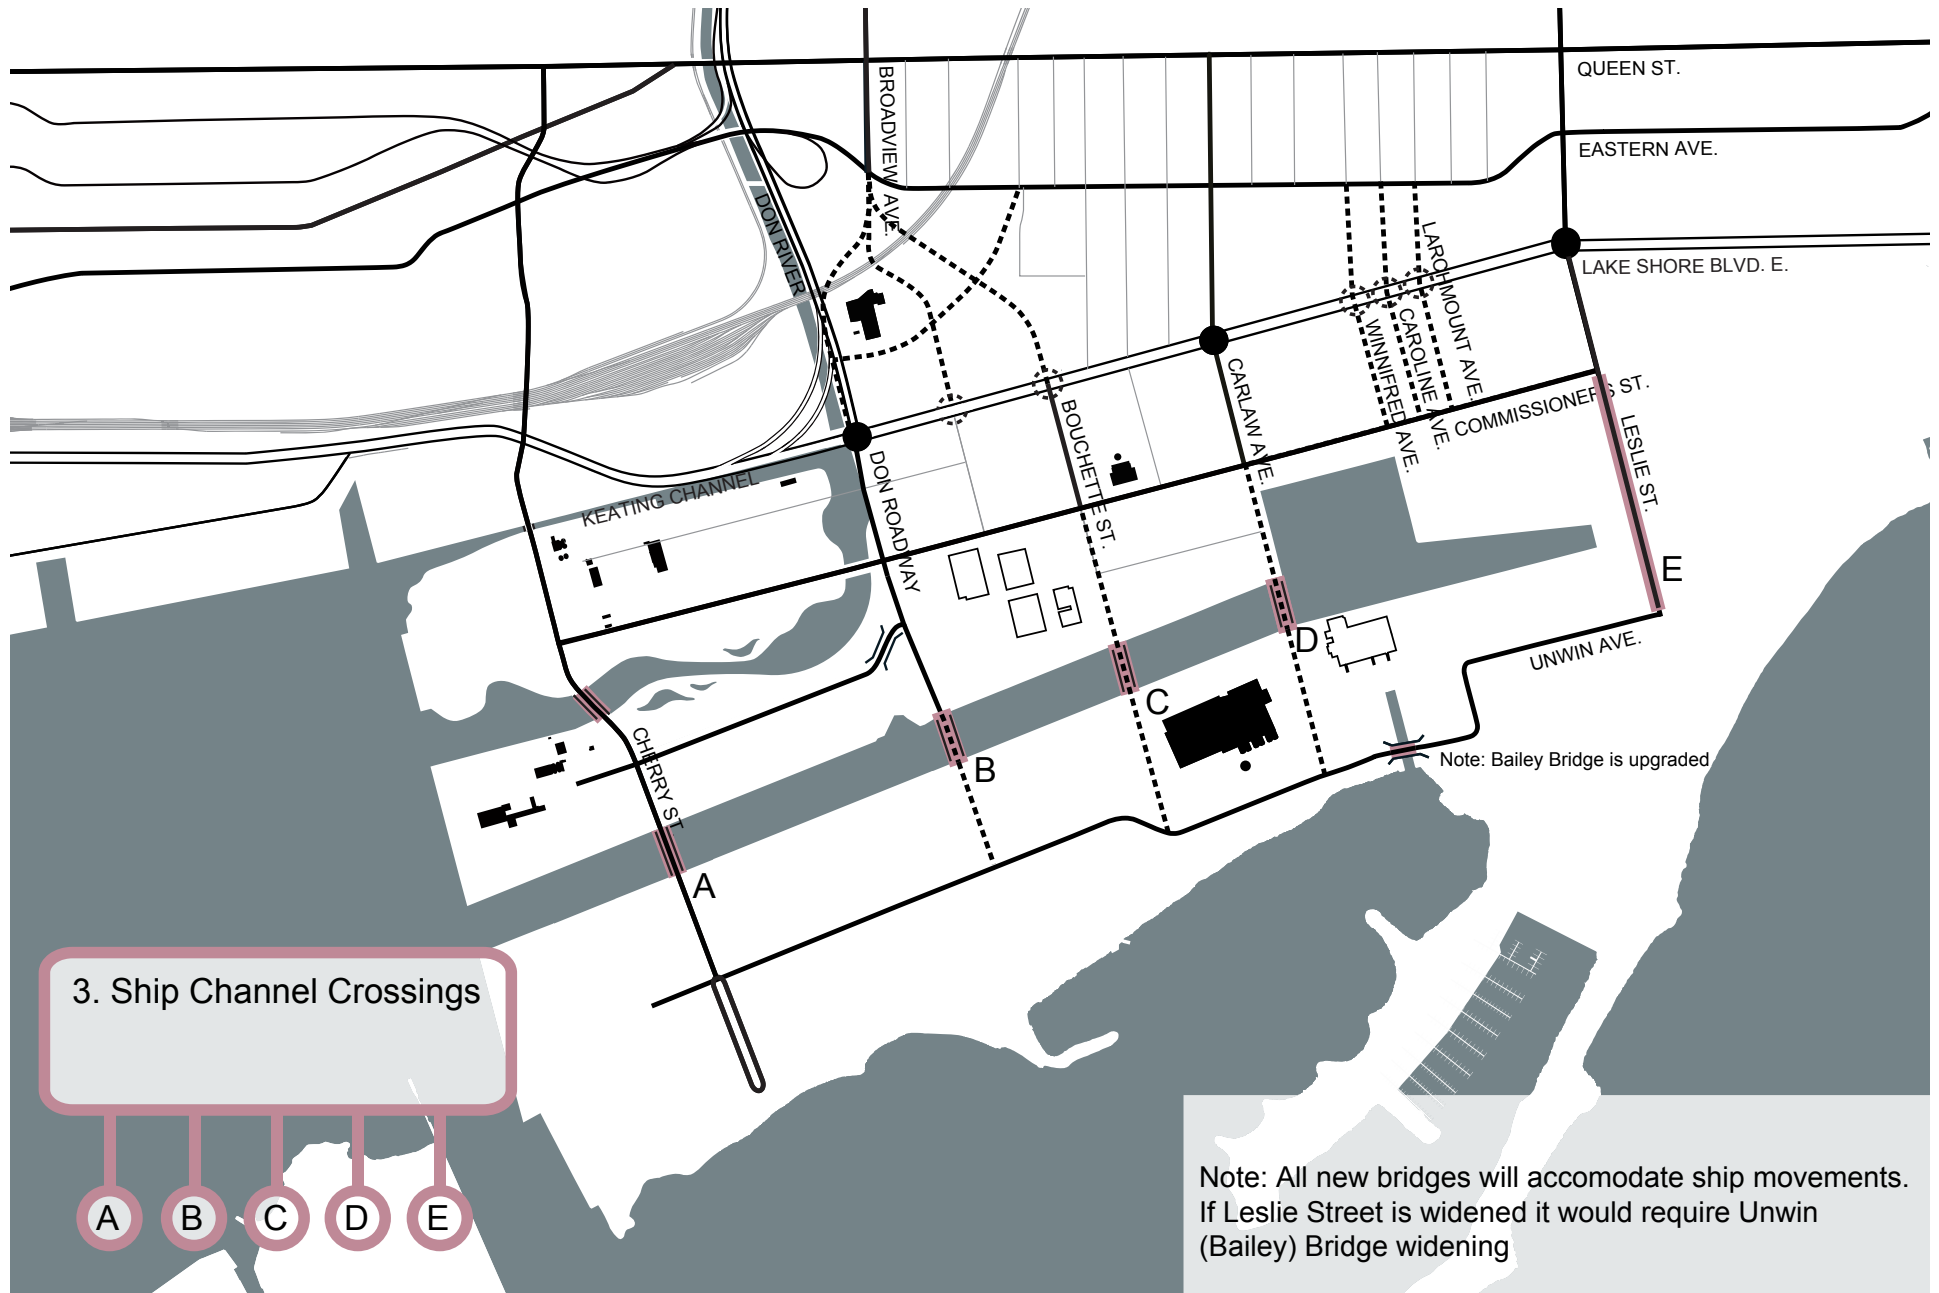 QUEEN ST.
BROADVIEW AVE.
EASTERN AVE.
DON RIVER
LARCHMOUNT AVE.
LAKE SHORE BLVD. E.
CAROLINE AVE.
WINNIFRED AVE.
CARLAW AVE.
COMMISSIONERS ST.
BOUCHETTE ST.
LESLIE ST.
DON ROADWAY
KEATING CHANNEL
E
D
UNWIN AVE.
C
CHERRY ST
B
Note: Bailey Bridge is upgraded
A
3. Ship Channel Crossings
A B C D E
Note: All new bridges will accomodate ship movements.
If Leslie Street is widened it would require Unwin
(Bailey) Bridge widening